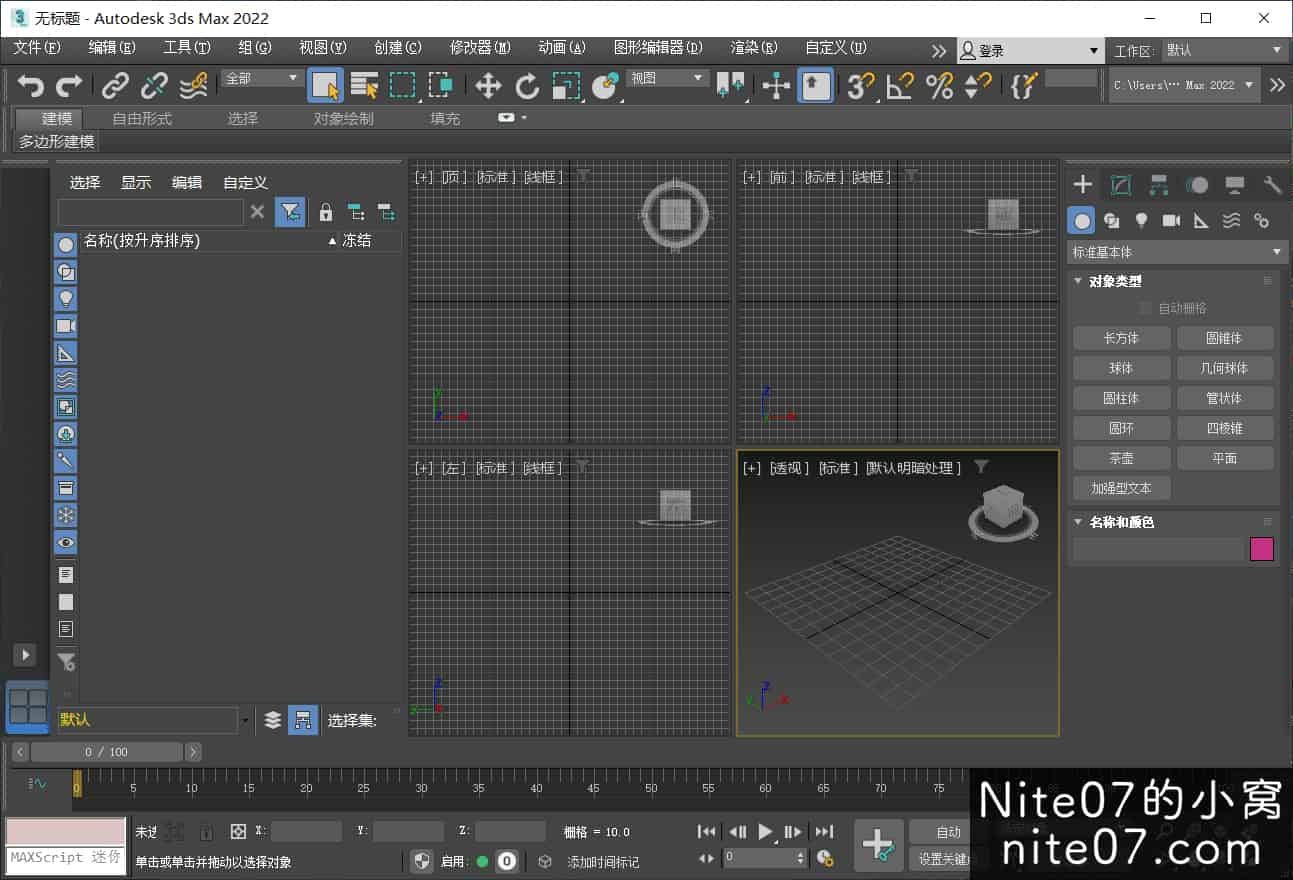 无标题 - Autodesk 3ds Max 2022
文件(F) 编辑(E) 工具(T) 组(G) 视图(V) 创建(C) 修改器(M) 动画(A) 图形编辑器(D) 渲染(R) 自定义(U) 登录 工作区: 默认
全部 视图 C:\Users\··· Max 2022
建模 自由形式 选择 对象绘制 填充
多边形建模
选择 显示 编辑 自定义
名称(按升序排序) 冻结
[+] [顶] [标准] [线框]
[+] [前] [标准] [线框]
[+] [左] [标准] [线框]
[+] [透视] [标准] [默认明暗处理]
标准基本体
对象类型
自动栅格
长方体 圆锥体
球体 几何球体
圆柱体 管状体
圆环 四棱锥
茶壶 平面
加强型文本
名称和颜色
默认 选择集:
0 / 100
0 5 10 15 20 25 30 35 40 45 50 55 60 65 70 75
未选 X: Y: Z: 栅格 = 10.0 自动
MAXScript 迷你
单击或单击并拖动以选择对象 启用: 0 添加时间标记 0 设置关键点
Nite07的小窝
nite07.com